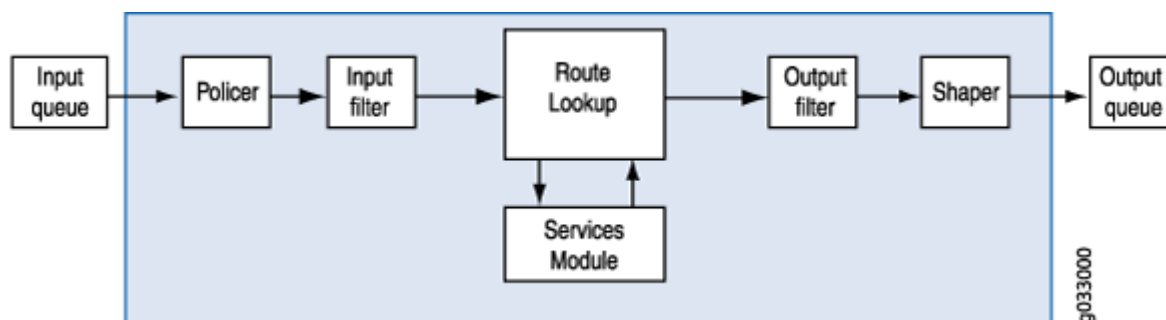 Input
queue
Policer
Input
filter
Route
Lookup
Output
filter
Shaper
Output
queue
Services
Module
g033000